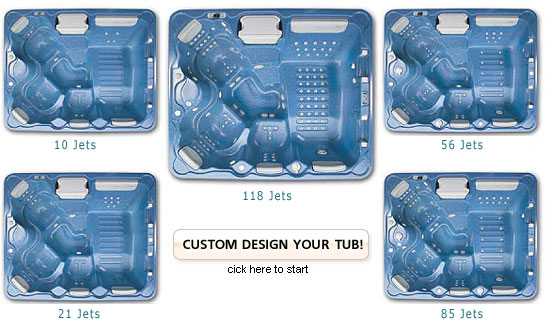 10 Jets
118 Jets
56 Jets
CUSTOM DESIGN YOUR TUB!
click here to start
21 Jets
85 Jets